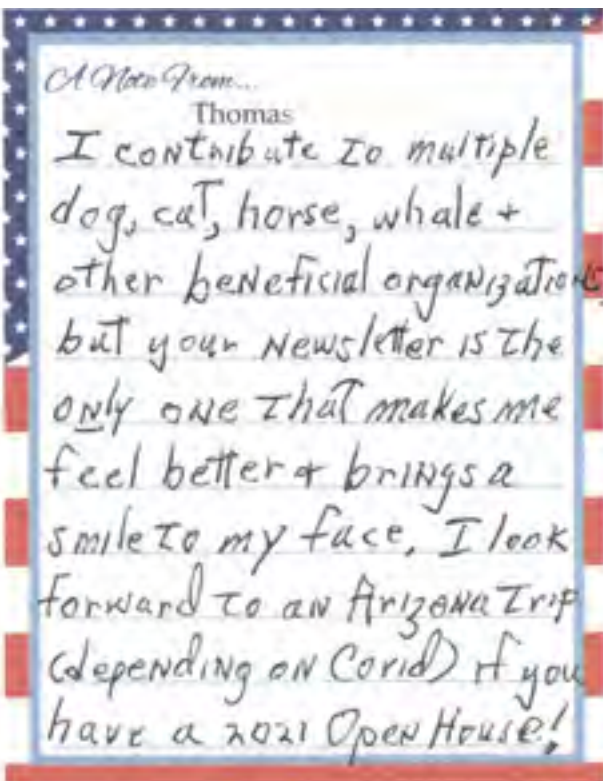 A Note From...
Thomas
I contribute to multiple
dog, cat, horse, whale +
other beneficial organizations,
but your Newsletter is the
only one that makes me
feel better + brings a
smile to my face. I look
forward to an Arizona Trip
(depending on Corid) if you
have a 2021 Open House!